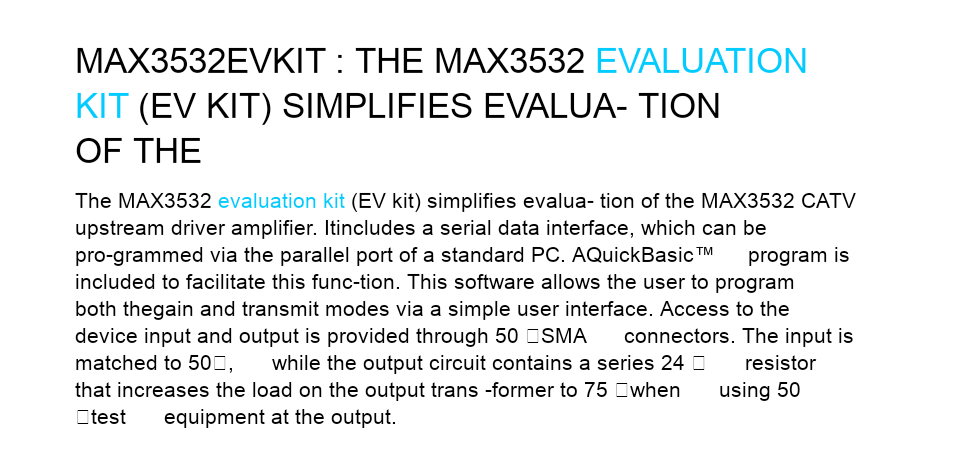 MAX3532EVKIT : THE MAX3532 EVALUATION
KIT (EV KIT) SIMPLIFIES EVALUA- TION
OF THE
The MAX3532 evaluation kit (EV kit) simplifies evalua- tion of the MAX3532 CATV
upstream driver amplifier. Itincludes a serial data interface, which can be
pro-grammed via the parallel port of a standard PC. AQuickBasic™ program is
included to facilitate this func-tion. This software allows the user to program
both thegain and transmit modes via a simple user interface. Access to the
device input and output is provided through 50 □SMA connectors. The input is
matched to 50□, while the output circuit contains a series 24 □ resistor
that increases the load on the output trans -former to 75 □when using 50
□test equipment at the output.